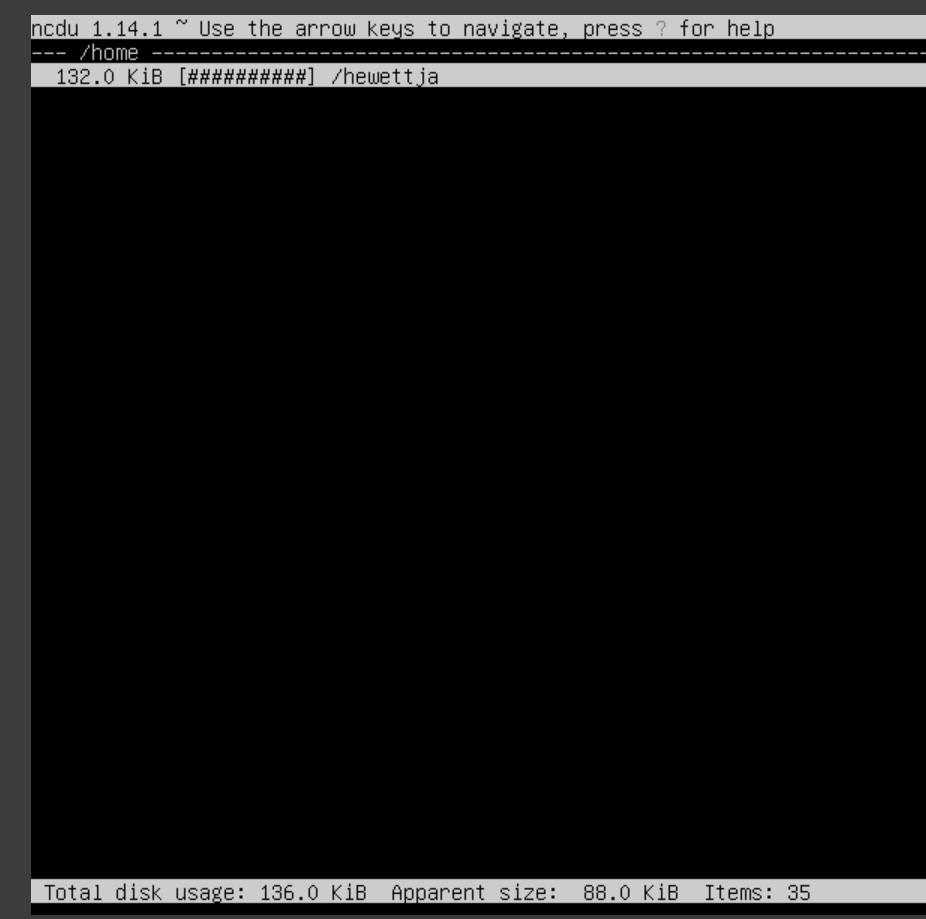 ncdu 1.14.1 ~ Use the arrow keys to navigate, press ? for help
--- /home ------------------------------------------------------------------
  132.0 KiB [##########] /hewettja
 Total disk usage: 136.0 KiB  Apparent size:  88.0 KiB  Items: 35